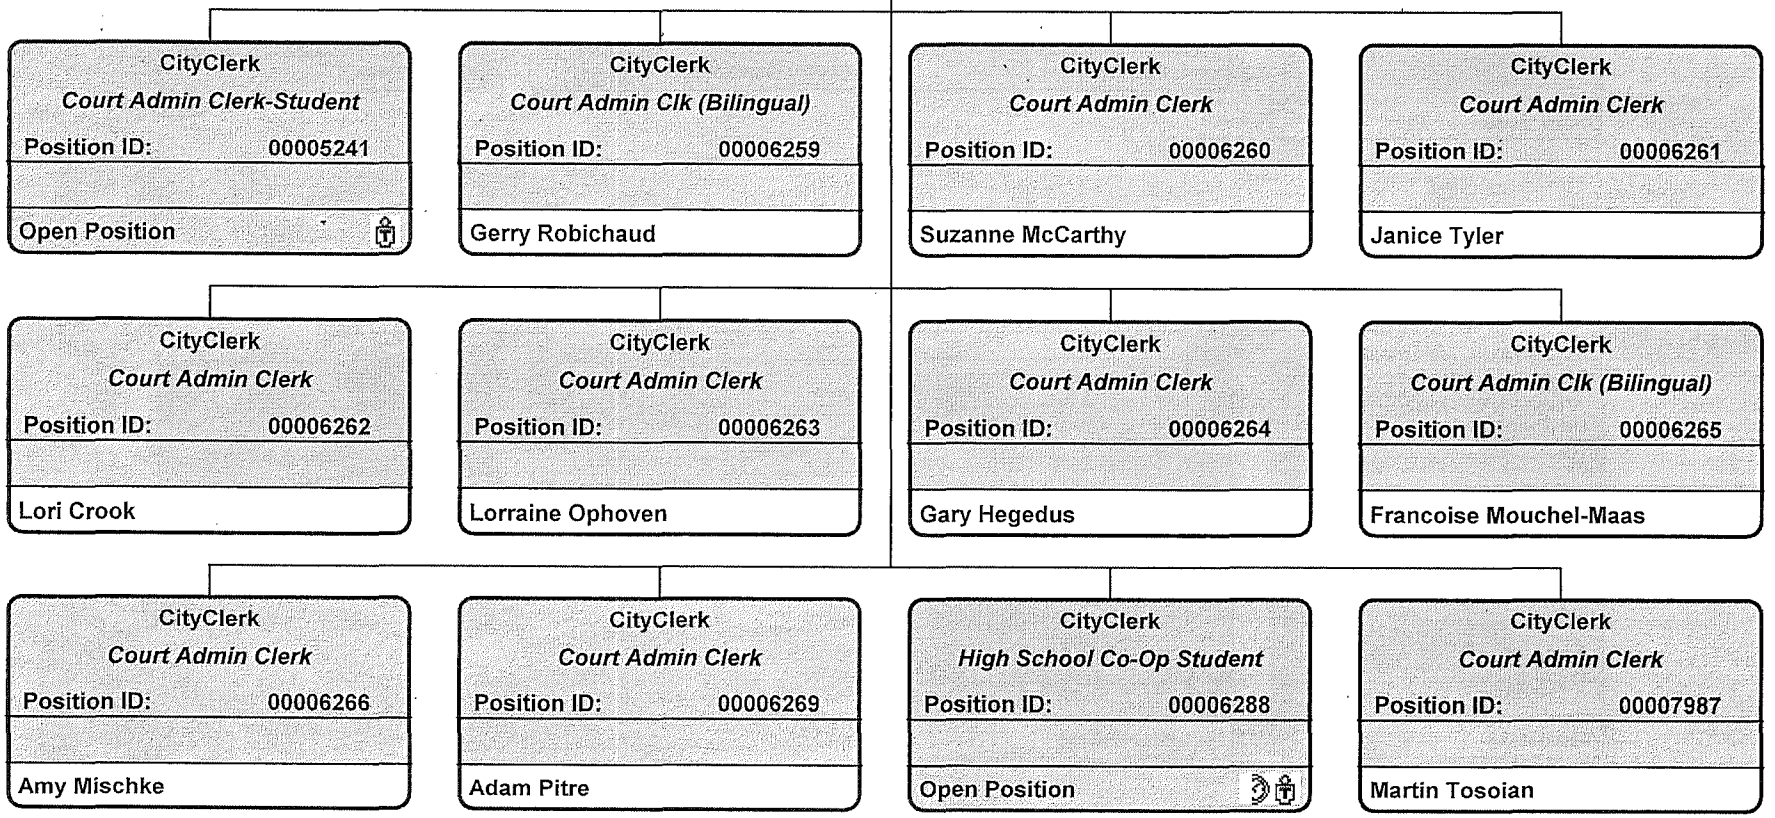 CityClerk
Court Admin Clerk-Student
Position ID: 00005241
Open Position
CityClerk
Court Admin Clk (Bilingual)
Position ID: 00006259
Gerry Robichaud
CityClerk
Court Admin Clerk
Position ID: 00006260
Suzanne McCarthy
CityClerk
Court Admin Clerk
Position ID: 00006261
Janice Tyler
CityClerk
Court Admin Clerk
Position ID: 00006262
Lori Crook
CityClerk
Court Admin Clerk
Position ID: 00006263
Lorraine Ophoven
CityClerk
Court Admin Clerk
Position ID: 00006264
Gary Hegedus
CityClerk
Court Admin Clk (Bilingual)
Position ID: 00006265
Francoise Mouchel-Maas
CityClerk
Court Admin Clerk
Position ID: 00006266
Amy Mischke
CityClerk
Court Admin Clerk
Position ID: 00006269
Adam Pitre
CityClerk
High School Co-Op Student
Position ID: 00006288
Open Position
CityClerk
Court Admin Clerk
Position ID: 00007987
Martin Tosoian